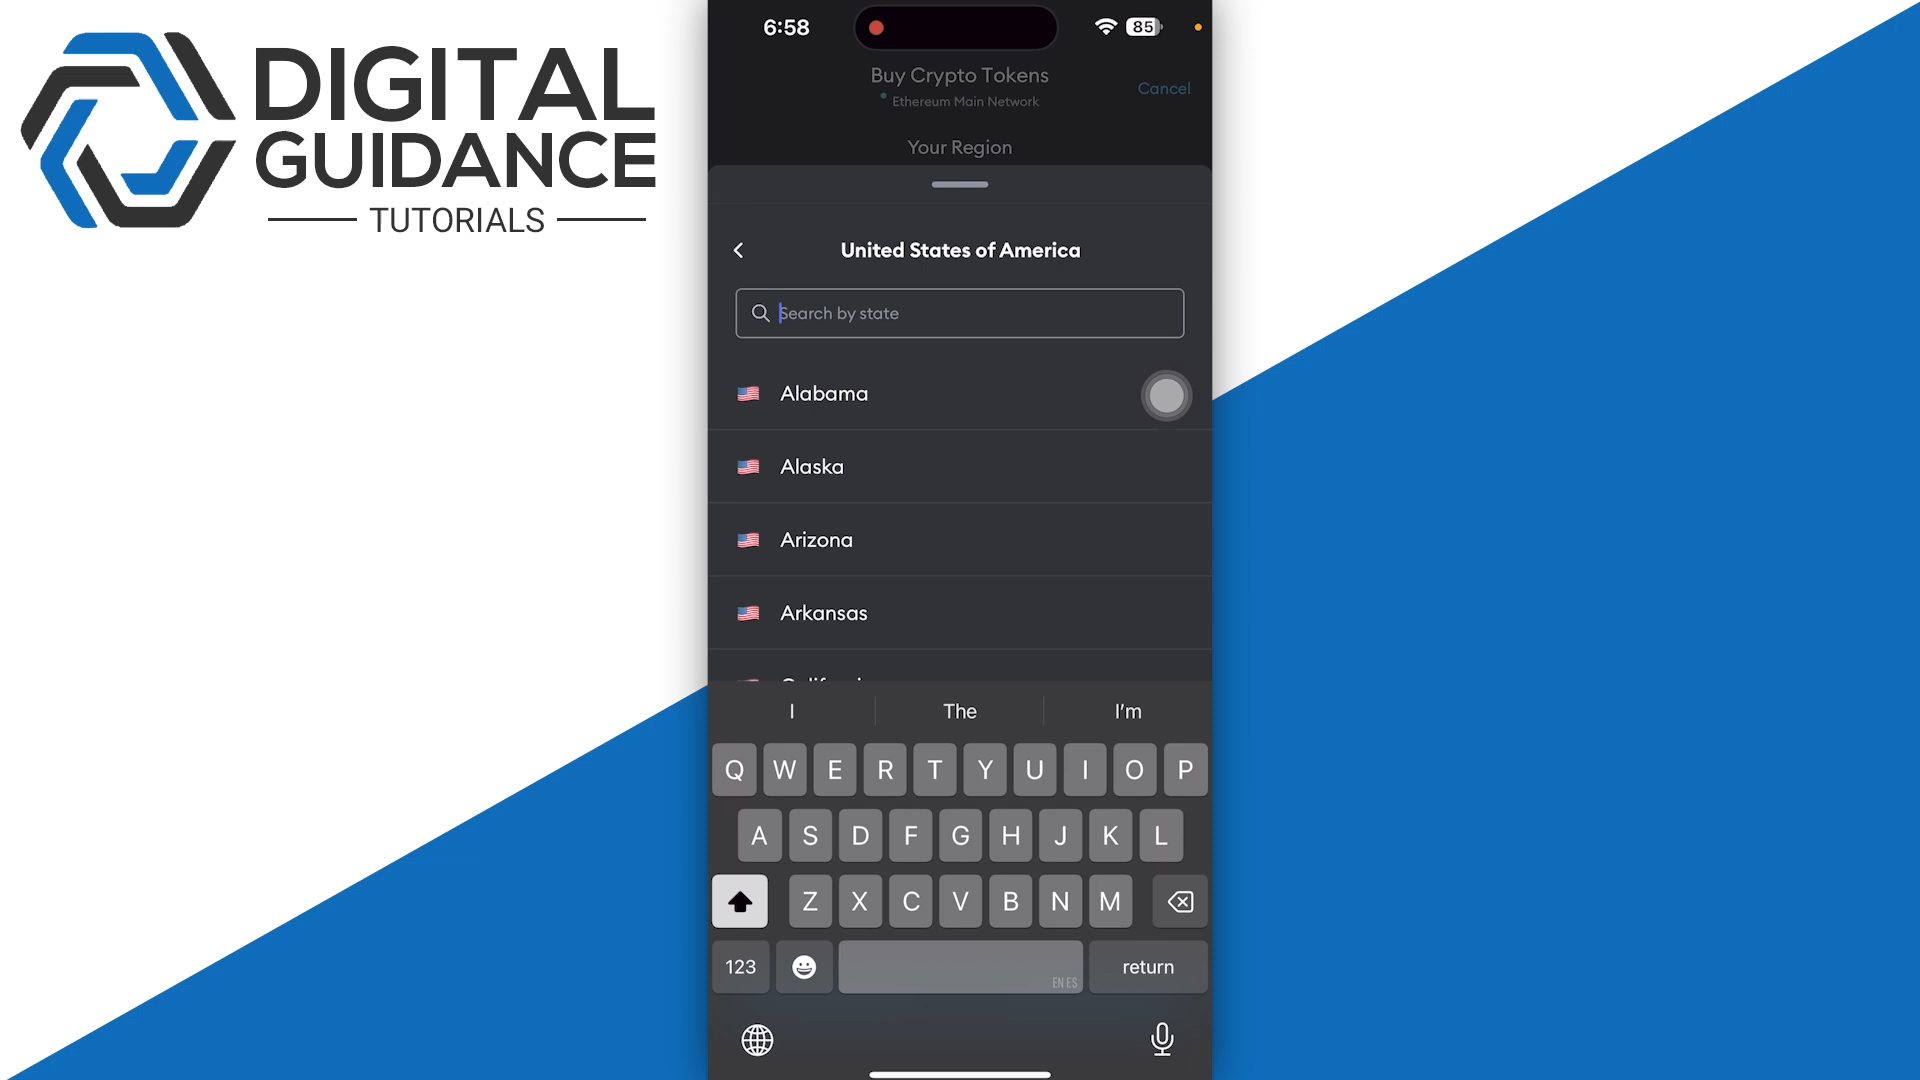 DIGITAL
GUIDANCE
TUTORIALS
6:58
85
Buy Crypto Tokens
Ethereum Main Network
Cancel
Your Region
United States of America
Search by state
Alabama
Alaska
Arizona
Arkansas
I The I'm
Q W E R T Y U I O P
A S D F G H J K L
Z X C V B N M
123 return
EN ES